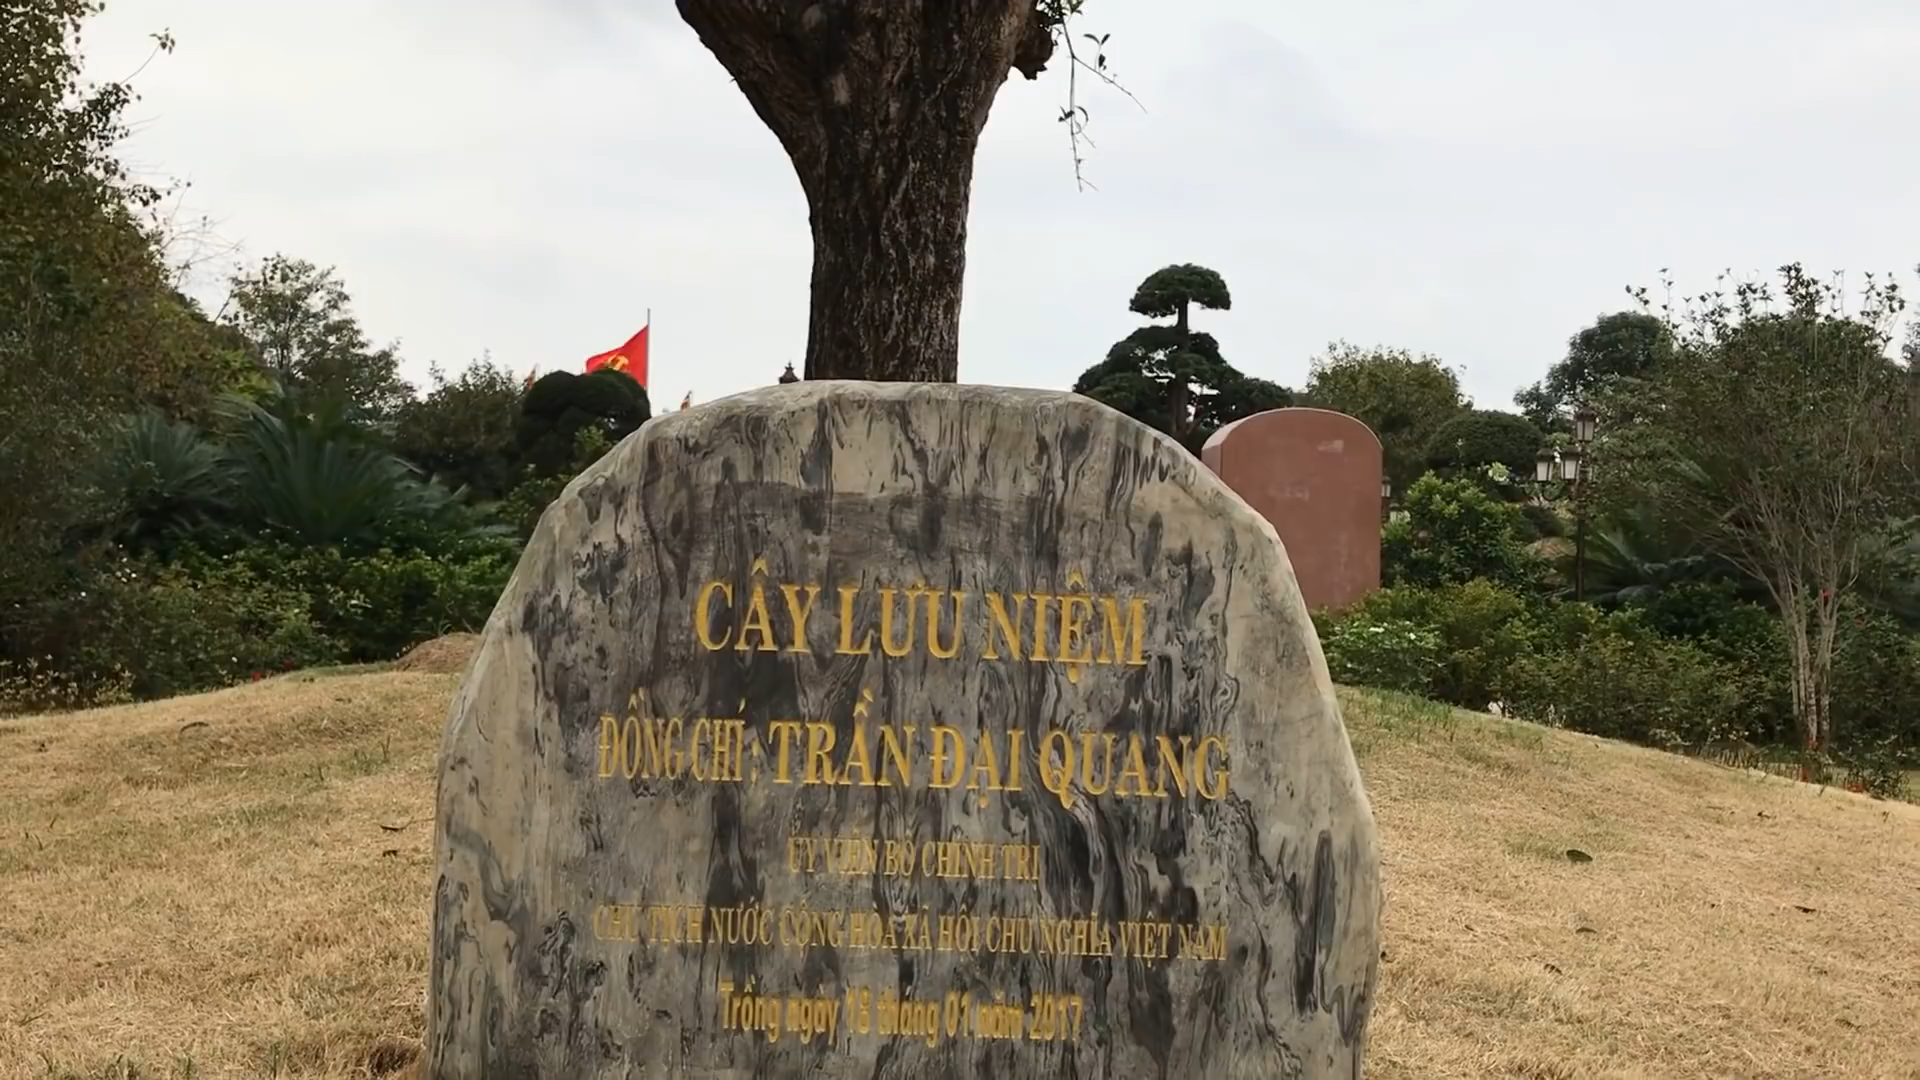 CÂY LƯU NIỆM
ĐỒNG CHÍ : TRẦN ĐẠI QUANG
ỦY VIÊN BỘ CHÍNH TRỊ
CHỦ TỊCH NƯỚC CỘNG HÒA XÃ HỘI CHỦ NGHĨA VIỆT NAM
Trồng ngày 18 tháng 01 năm 2017